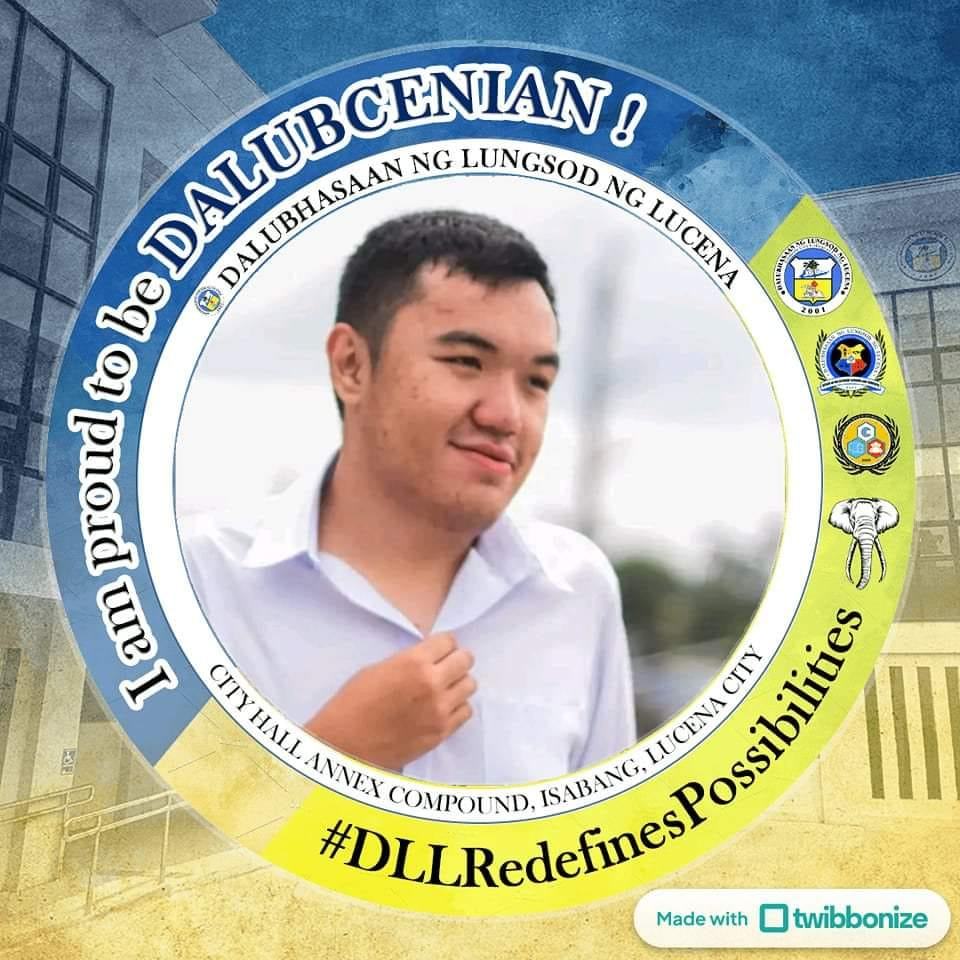 I am proud to be DALUBCENIAN !
DALUBHASAAN NG LUNGSOD NG LUCENA
DALUBHASAAN NG LUNGSOD NG LUCENA
2001
CITY HALL ANNEX COMPOUND, ISABANG, LUCENA CITY
#DLLRedefinesPossibilities
Made with twibbonize